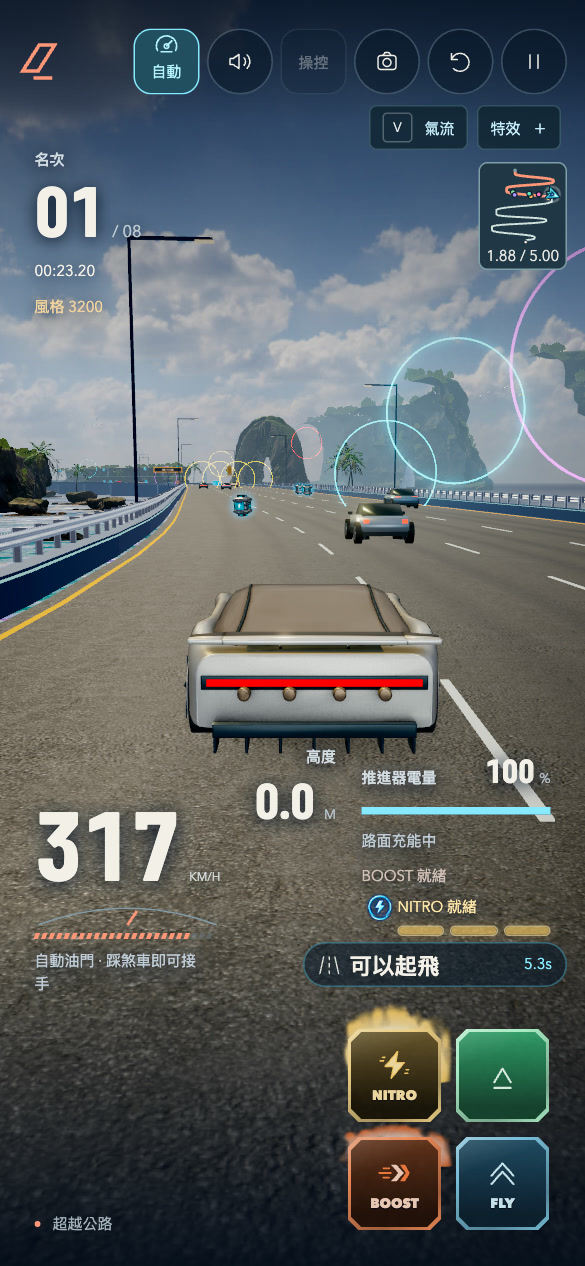 自動
操控
V 氣流
特效 +
名次
01 / 08
00:23.20
風格 3200
1.88 / 5.00
高度
0.0 M
推進器電量 100 %
路面充能中
317 KM/H
BOOST 就緒
NITRO 就緒
自動油門 · 踩煞車即可接
手
可以起飛 5.3s
NITRO
BOOST
FLY
超越公路